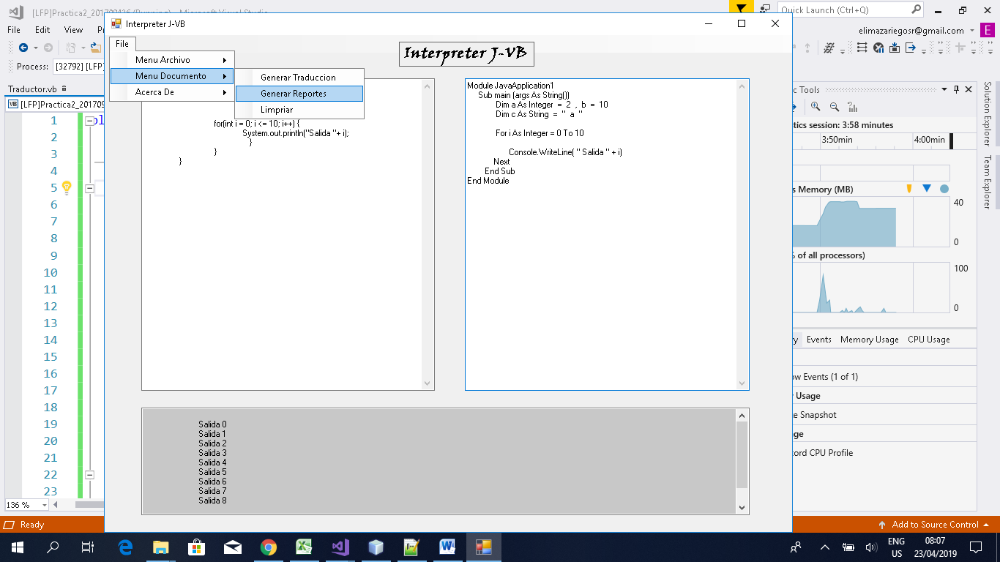 [LFP]Practica2_201709426 (Running) - Microsoft Visual Studio
Quick Launch (Ctrl+Q)
File Edit View
elimazariegosr@gmail.com E
Process: [32792] [LFP]
Traductor.vb
VB [LFP]Practica2_20170
Interpreter J-VB
File
Interpreter J-VB
Menu Archivo
Menu Documento
Acerca De
Generar Traduccion
Generar Reportes
Limpriar
for(int i = 0; i <= 10; i++) {
System.out.println("Salida "+ i);
}
}
}
Module JavaApplication1
Sub main (args As String())
Dim a As Integer = 2 , b = 10
Dim c As String = " a "
For i As Integer = 0 To 10
Console.WriteLine( " Salida " + i)
Next
End Sub
End Module
Salida 0
Salida 1
Salida 2
Salida 3
Salida 4
Salida 5
Salida 6
Salida 7
Salida 8
1
2
3
4
5
6
7
8
9
10
11
12
13
14
15
16
17
18
19
20
21
22
23
136 %
c Tools
tics session: 3:58 minutes
3:50min 4:00min
s Memory (MB)
40
0
% of all processors)
100
0
ry Events Memory Usage CPU Usage
ow Events (1 of 1)
y Usage
e Snapshot
ge
ord CPU Profile
Solution Explorer
Team Explorer
Ready
Add to Source Control
ENG
US
08:07
23/04/2019